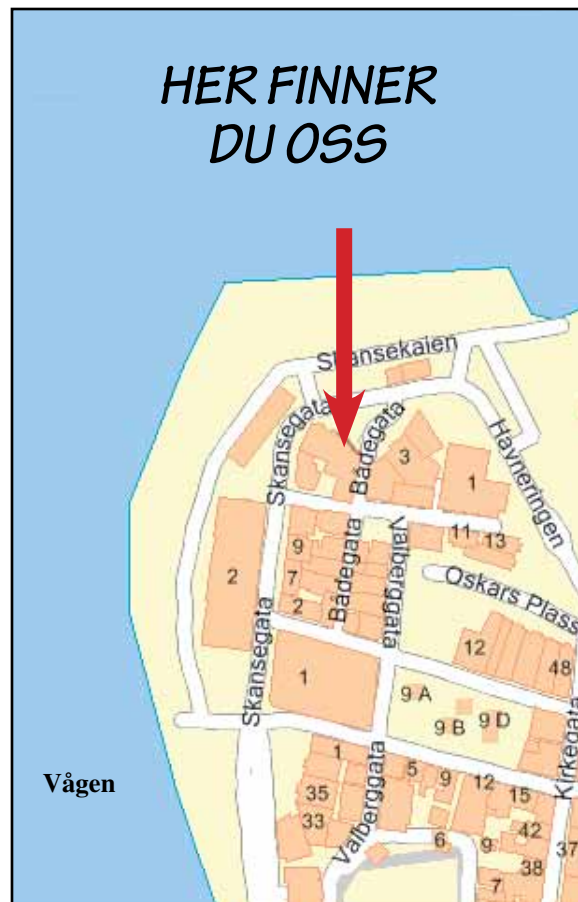 HER FINNER
DU OSS
Skansekaien
Skansegata
Bådegata
Havneringen
3
1
Skansegata
Bådegata
Valberggata
11
13
9
7
2
2
Oskars Plass
12
48
1
9 A
9 B
9 D
Kirkegata
Vågen
1
35
33
Valberggata
5
9
12
15
42
6
9
38
37
7